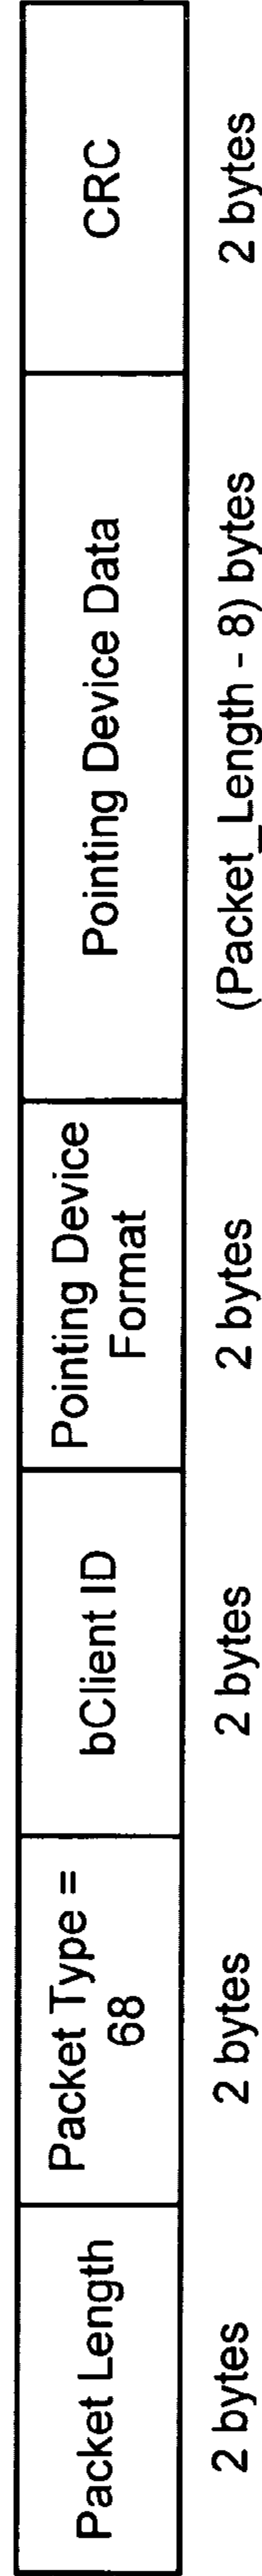 Packet Length
Packet Type =
68
bClient ID
Pointing Device
Format
Pointing Device Data
CRC
2 bytes
2 bytes
2 bytes
2 bytes
(Packet_Length - 8) bytes
2 bytes